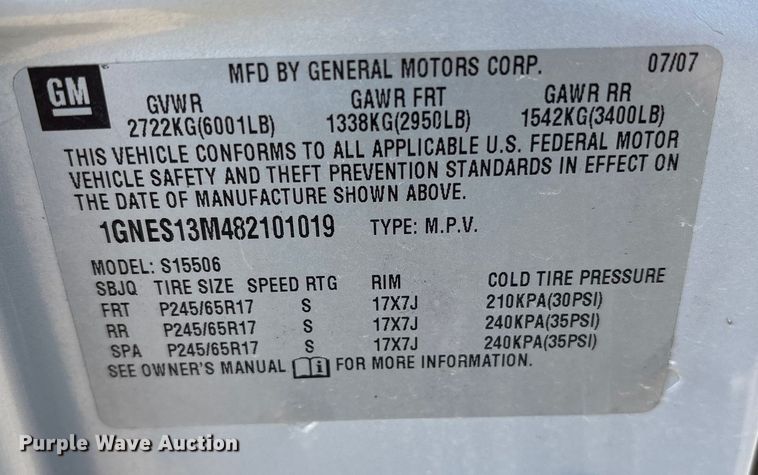 GM
MFD BY GENERAL MOTORS CORP. 07/07
GVWR GAWR FRT GAWR RR
2722KG(6001LB) 1338KG(2950LB) 1542KG(3400LB)
THIS VEHICLE CONFORMS TO ALL APPLICABLE U.S. FEDERAL MOTOR
VEHICLE SAFETY AND THEFT PREVENTION STANDARDS IN EFFECT ON
THE DATE OF MANUFACTURE SHOWN ABOVE.
1GNES13M482101019 TYPE: M.P.V.
MODEL: S15506
SBJQ TIRE SIZE SPEED RTG RIM COLD TIRE PRESSURE
FRT P245/65R17 S 17X7J 210KPA(30PSI)
RR P245/65R17 S 17X7J 240KPA(35PSI)
SPA P245/65R17 S 17X7J 240KPA(35PSI)
SEE OWNER'S MANUAL i FOR MORE INFORMATION.
Purple Wave Auction